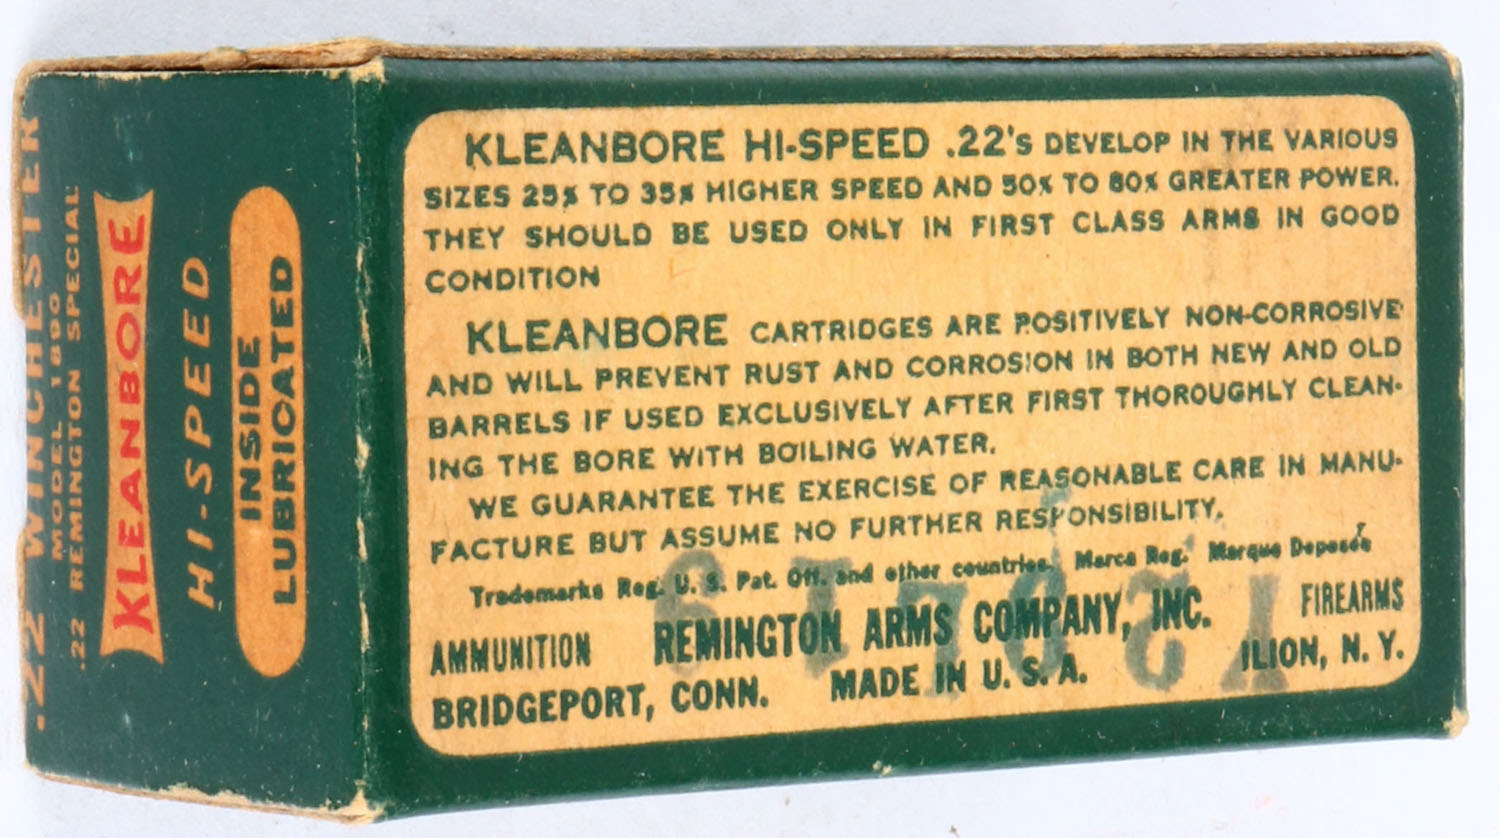 .22 WINCHESTER
MODEL 1890
.22 REMINGTON SPECIAL
KLEANBORE
HI-SPEED
INSIDE
LUBRICATED
KLEANBORE HI-SPEED .22's DEVELOP IN THE VARIOUS
SIZES 25% TO 35% HIGHER SPEED AND 50% TO 80% GREATER POWER.
THEY SHOULD BE USED ONLY IN FIRST CLASS ARMS IN GOOD
CONDITION
KLEANBORE CARTRIDGES ARE POSITIVELY NON-CORROSIVE
AND WILL PREVENT RUST AND CORROSION IN BOTH NEW AND OLD
BARRELS IF USED EXCLUSIVELY AFTER FIRST THOROUGHLY CLEAN-
ING THE BORE WITH BOILING WATER.
WE GUARANTEE THE EXERCISE OF REASONABLE CARE IN MANU-
FACTURE BUT ASSUME NO FURTHER RESPONSIBILITY.
Trademarks Reg. U. S. Pat. Off. and other countries. Marca Reg. Marque Deposée
AMMUNITION REMINGTON ARMS COMPANY, INC. FIREARMS
BRIDGEPORT, CONN. MADE IN U. S. A. ILION, N. Y.